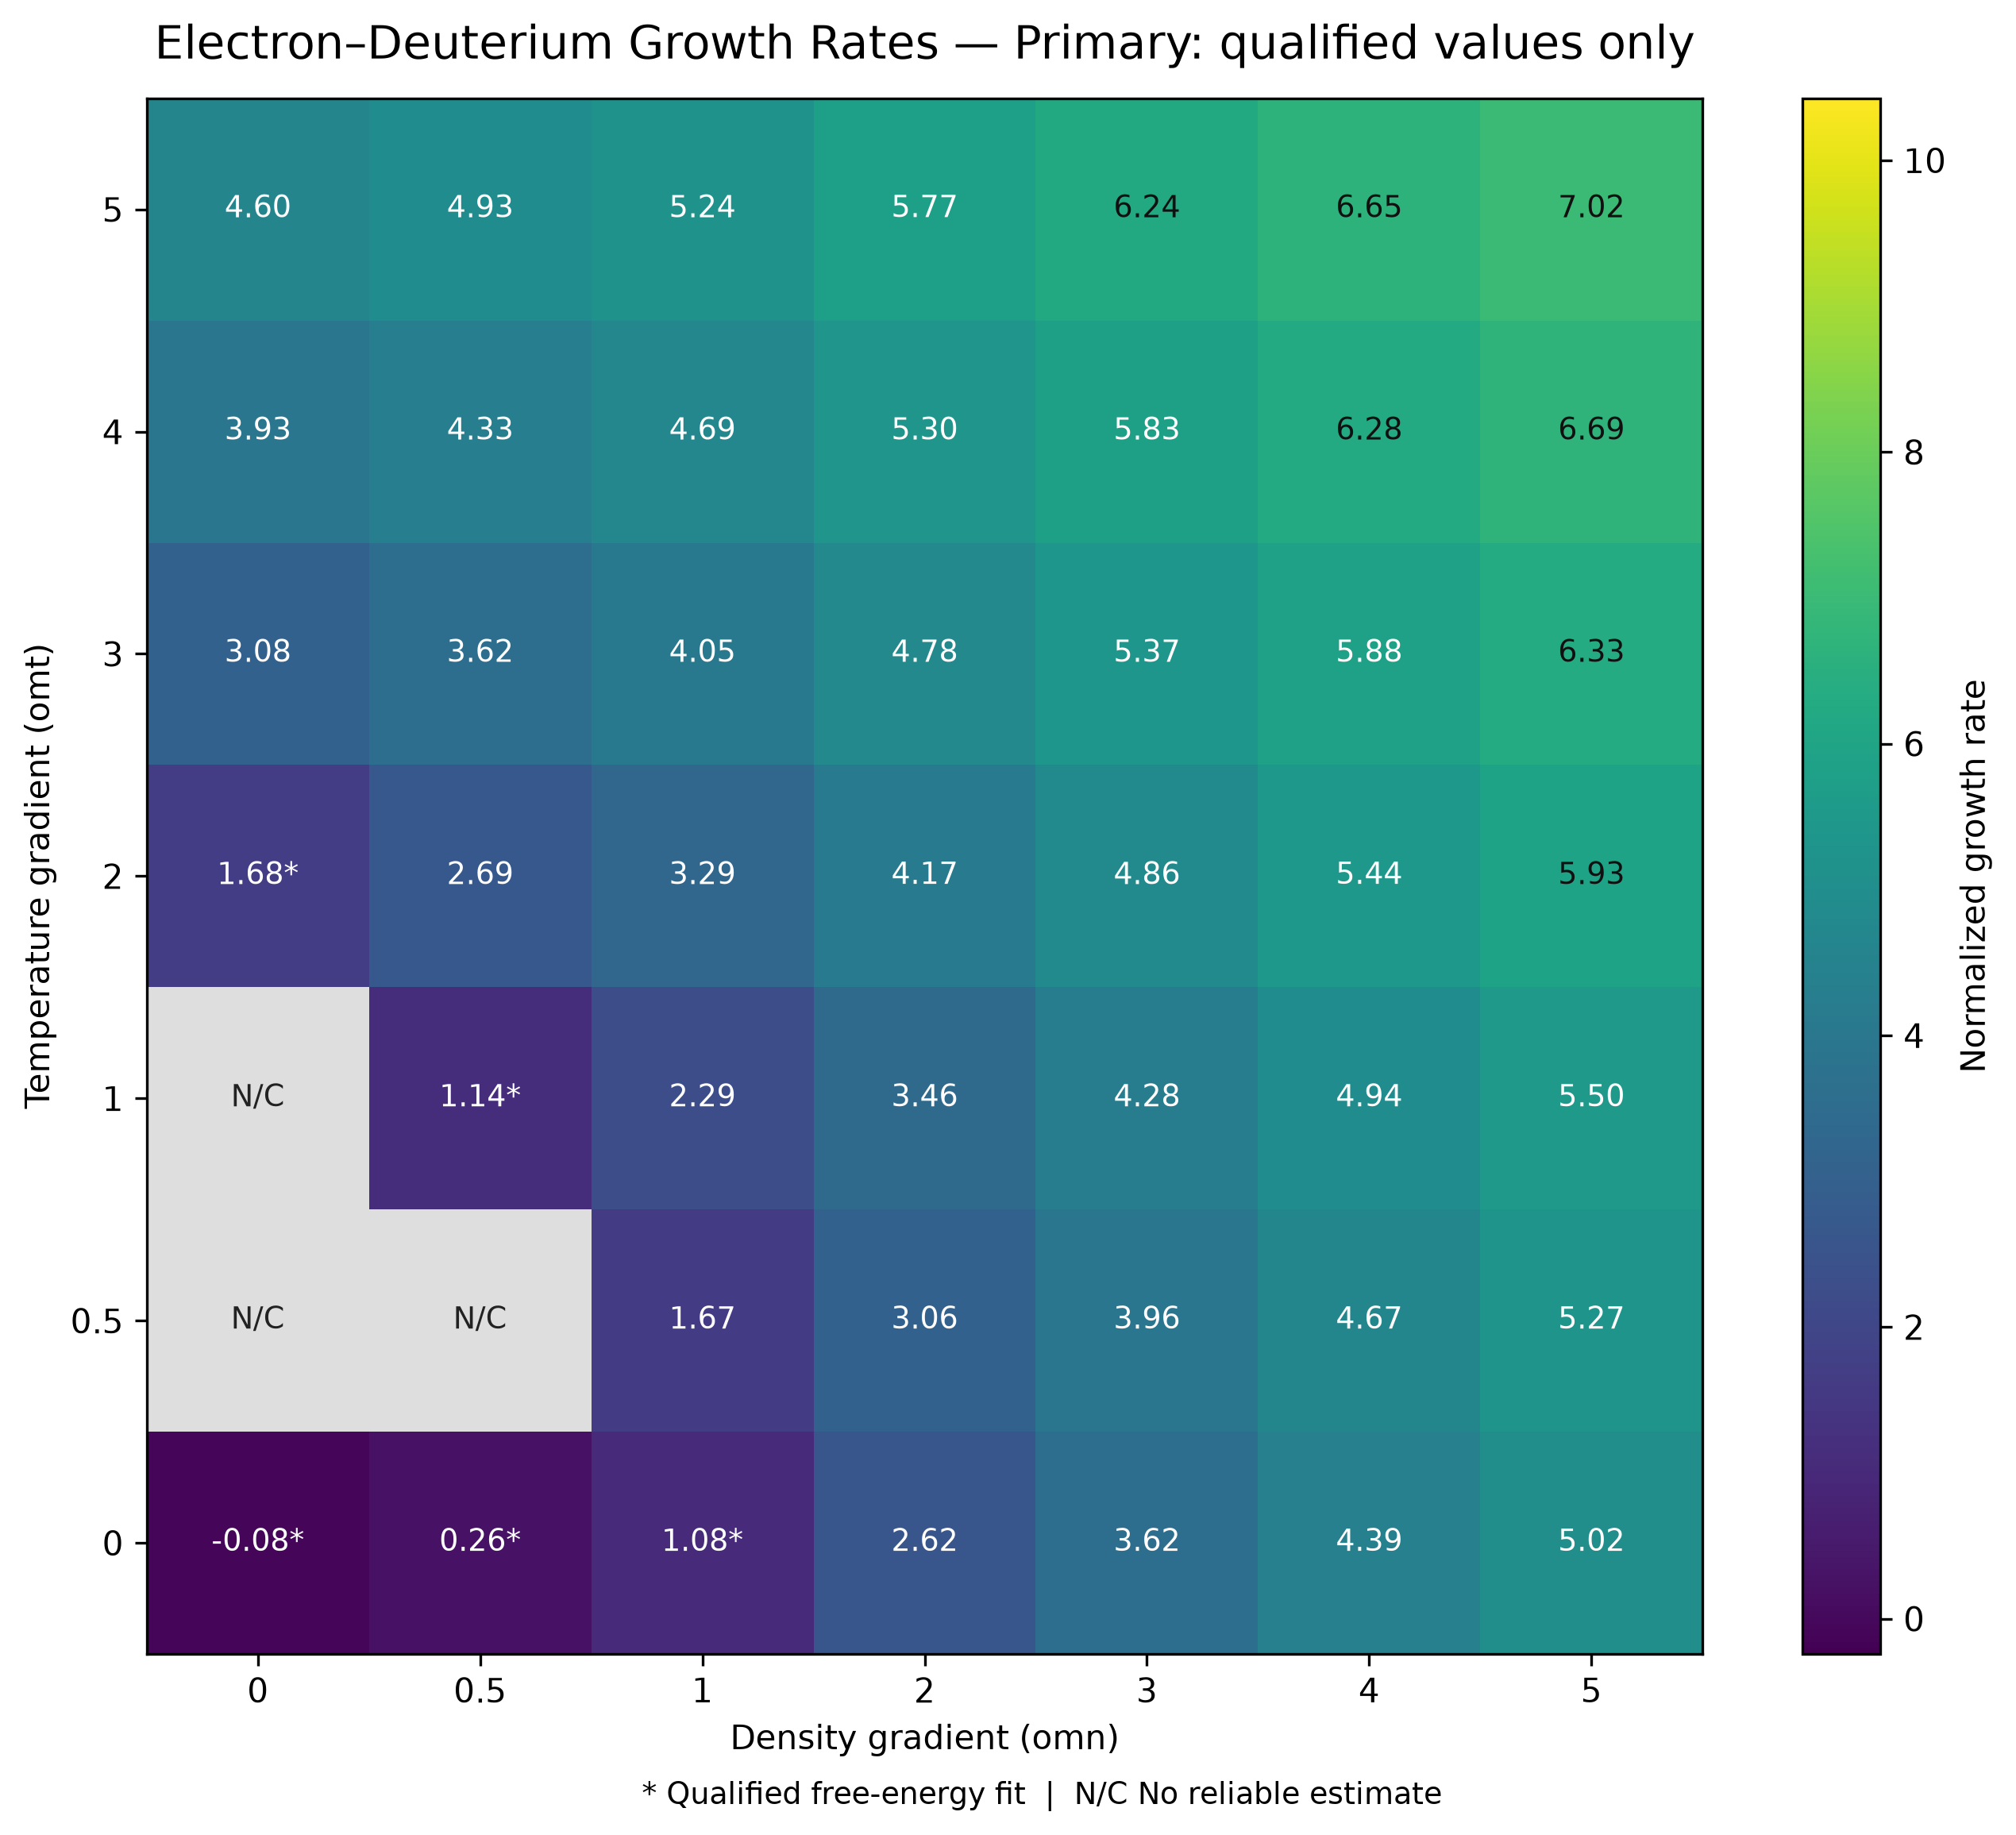 Electron–Deuterium Growth Rates — Primary: qualified values only
Temperature gradient (omt)
5 4.60 4.93 5.24 5.77 6.24 6.65 7.02
4 3.93 4.33 4.69 5.30 5.83 6.28 6.69
3 3.08 3.62 4.05 4.78 5.37 5.88 6.33
2 1.68* 2.69 3.29 4.17 4.86 5.44 5.93
1 N/C 1.14* 2.29 3.46 4.28 4.94 5.50
0.5 N/C N/C 1.67 3.06 3.96 4.67 5.27
0 -0.08* 0.26* 1.08* 2.62 3.62 4.39 5.02
0 0.5 1 2 3 4 5
Density gradient (omn)
* Qualified free-energy fit | N/C No reliable estimate
10
8
6
4
2
0
Normalized growth rate